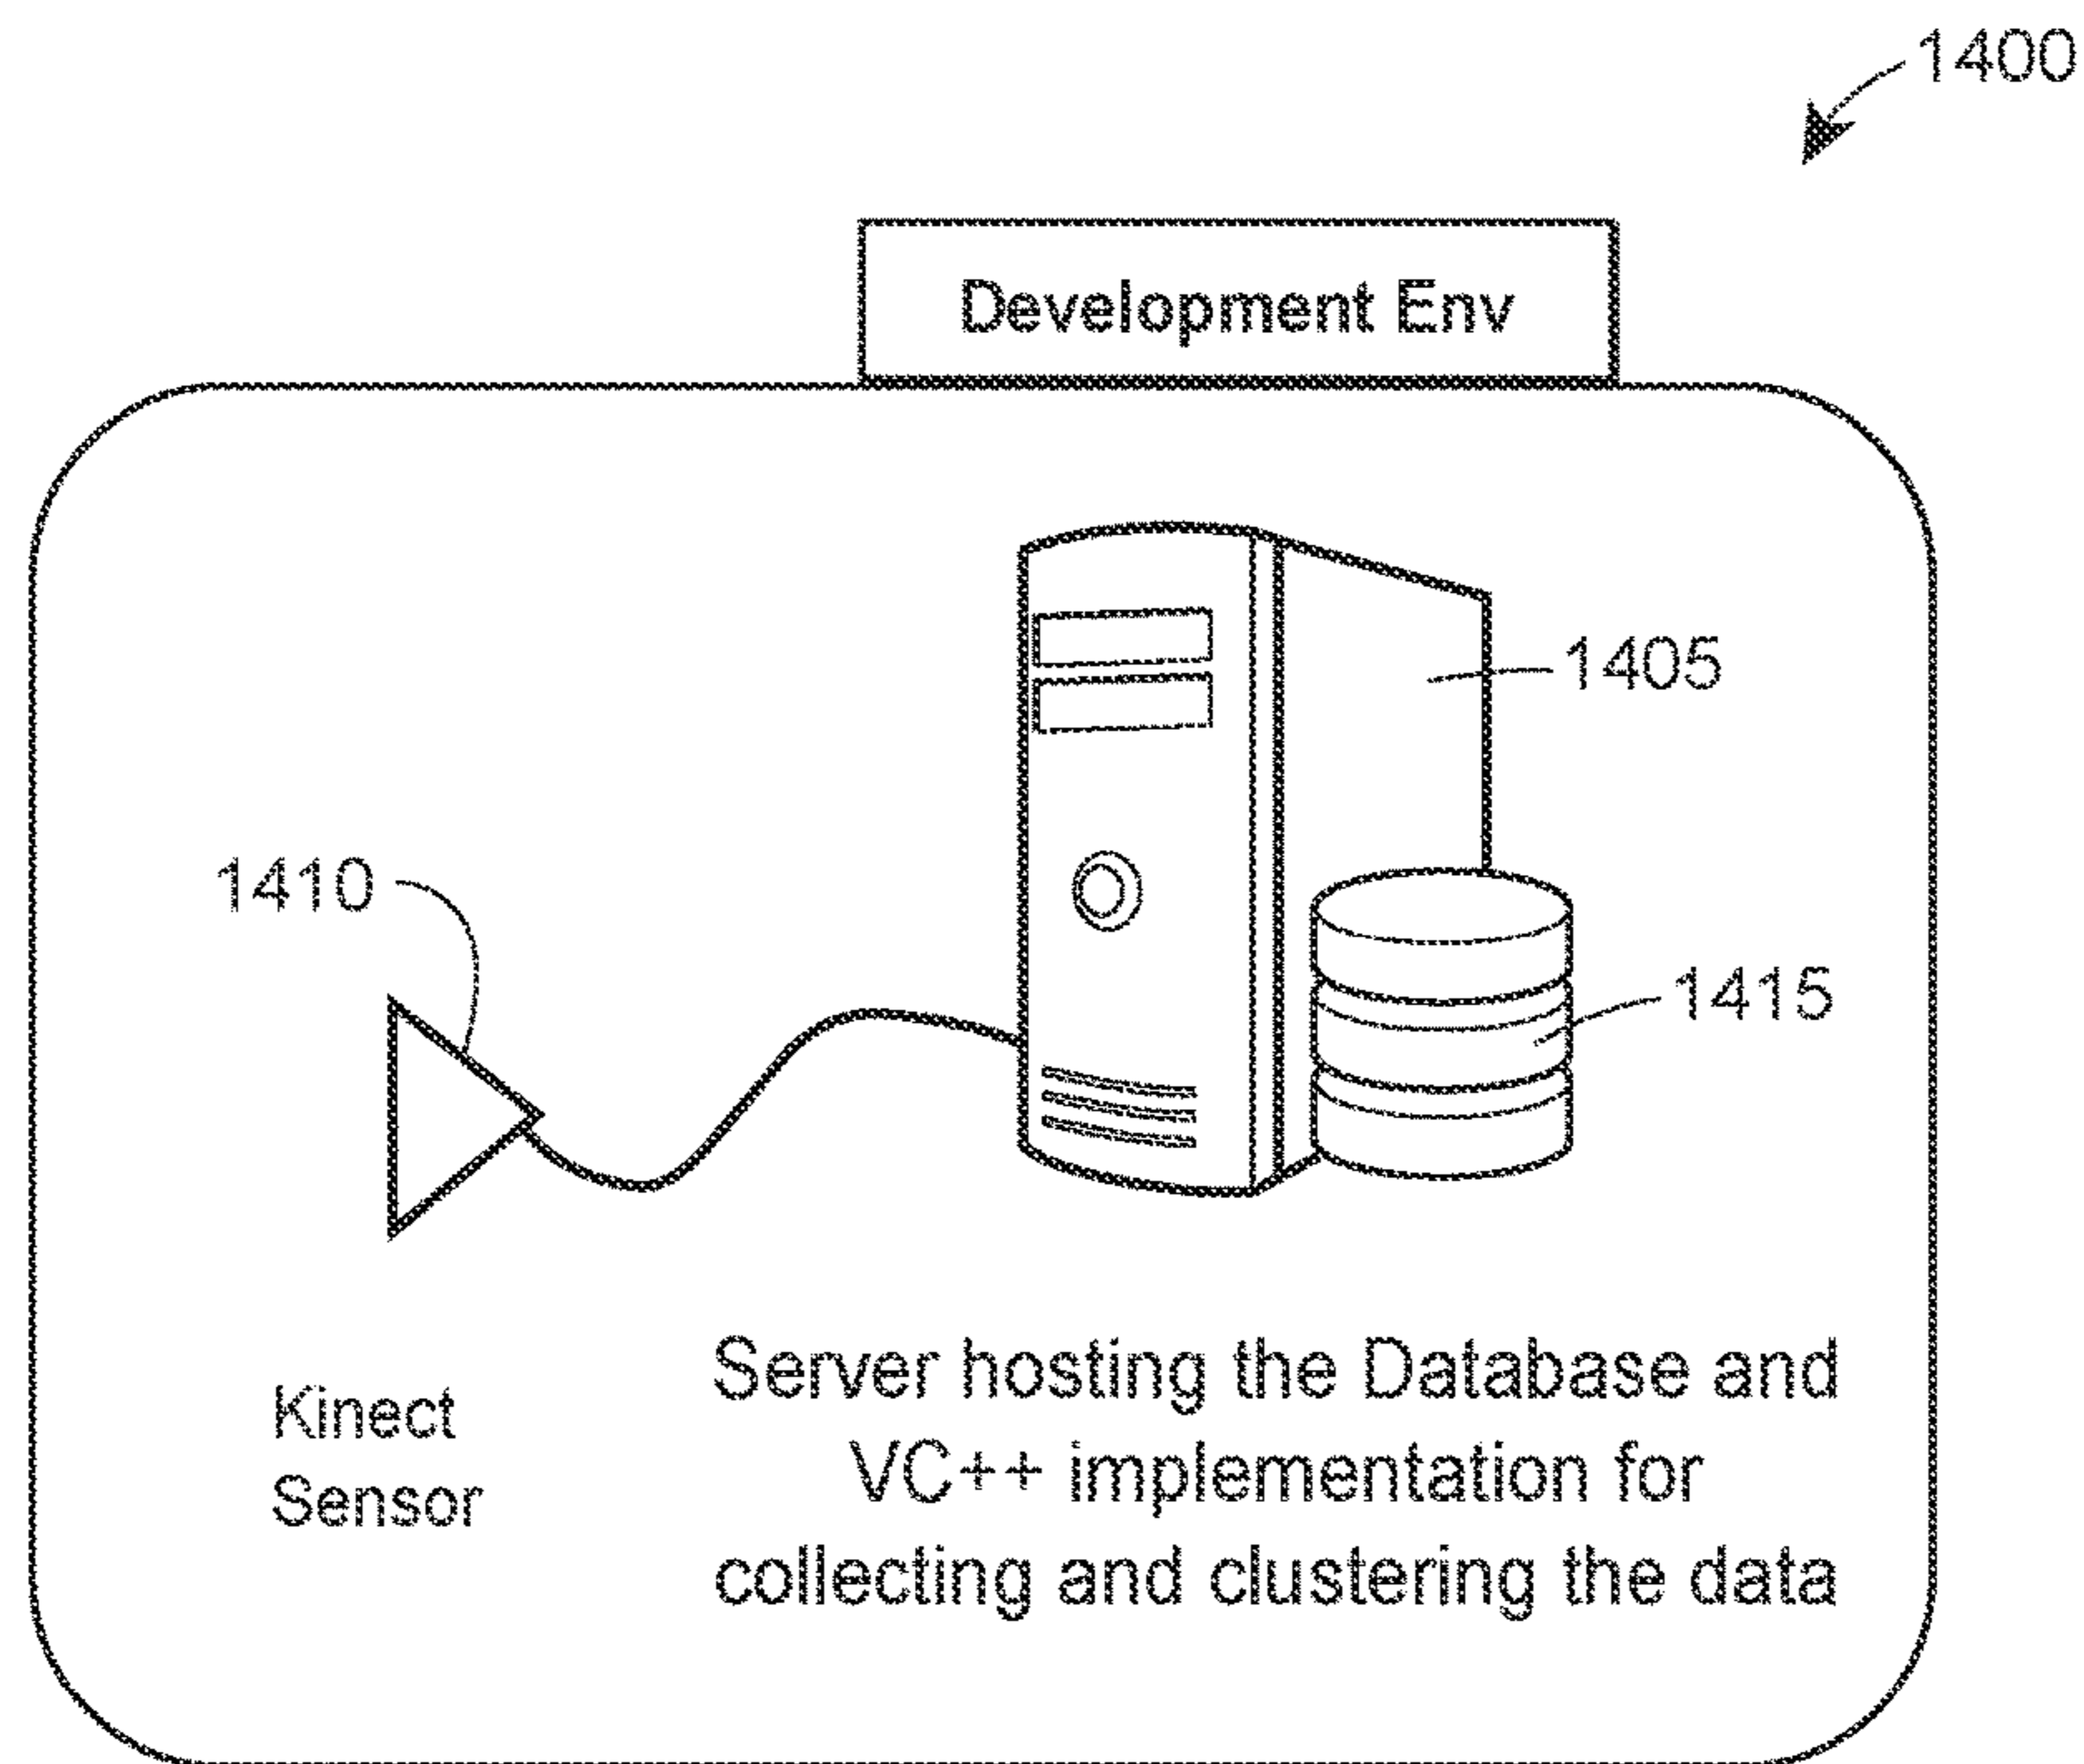 1400
Development Env
1405
1410
1415
Kinect
Sensor
Server hosting the Database and
VC++ implementation for
collecting and clustering the data